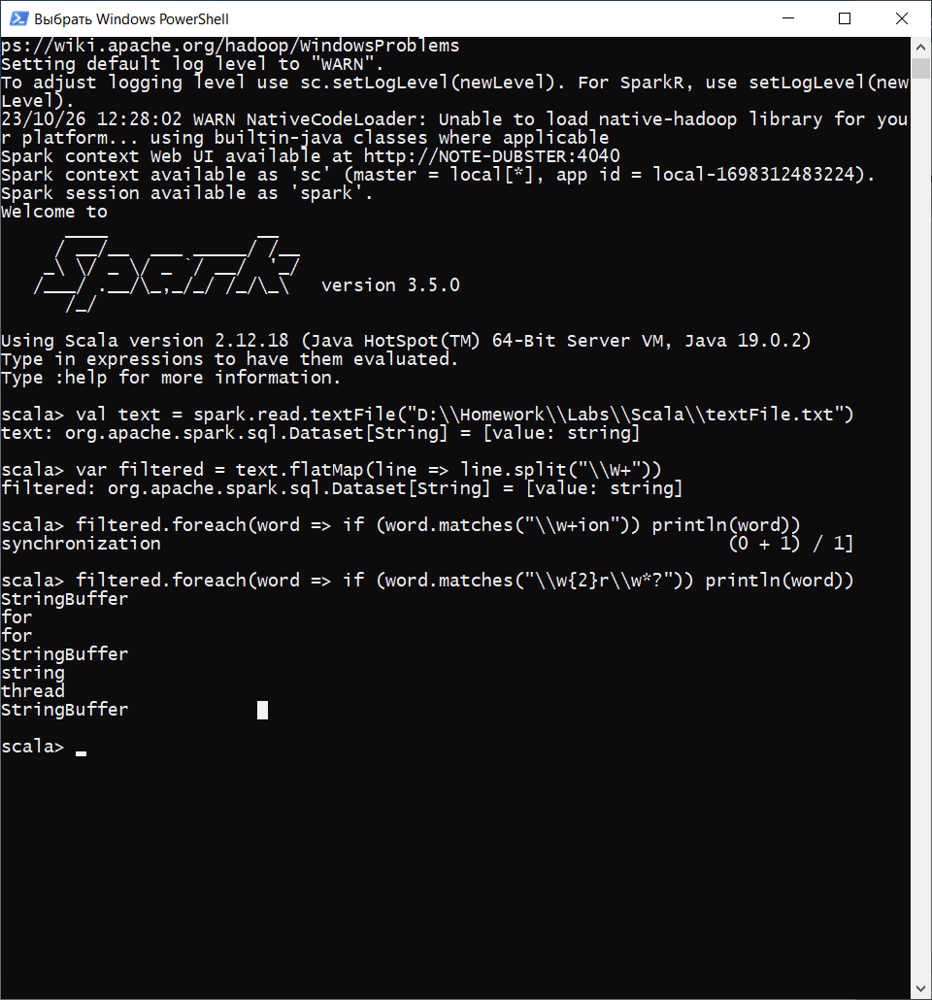 Выбрать Windows PowerShell
ps://wiki.apache.org/hadoop/WindowsProblems
Setting default log level to "WARN".
To adjust logging level use sc.setLogLevel(newLevel). For SparkR, use setLogLevel(new
Level).
23/10/26 12:28:02 WARN NativeCodeLoader: Unable to load native-hadoop library for you
r platform... using builtin-java classes where applicable
Spark context Web UI available at http://NOTE-DUBSTER:4040
Spark context available as 'sc' (master = local[*], app id = local-1698312483224).
Spark session available as 'spark'.
Welcome to
      ____              __
     / __/__  ___ _____/ /__
    _\ \/ _ \/ _ `/ __/  '_/
   /___/ .__/\_,_/_/ /_/\_\   version 3.5.0
      /_/
Using Scala version 2.12.18 (Java HotSpot(TM) 64-Bit Server VM, Java 19.0.2)
Type in expressions to have them evaluated.
Type :help for more information.
scala> val text = spark.read.textFile("D:\\Homework\\Labs\\Scala\\textFile.txt")
text: org.apache.spark.sql.Dataset[String] = [value: string]
scala> var filtered = text.flatMap(line => line.split("\\W+"))
filtered: org.apache.spark.sql.Dataset[String] = [value: string]
scala> filtered.foreach(word => if (word.matches("\\w+ion")) println(word))
synchronization                                                     (0 + 1) / 1]
scala> filtered.foreach(word => if (word.matches("\\w{2}r\\w*?")) println(word))
StringBuffer
for
for
StringBuffer
string
thread
StringBuffer
scala>